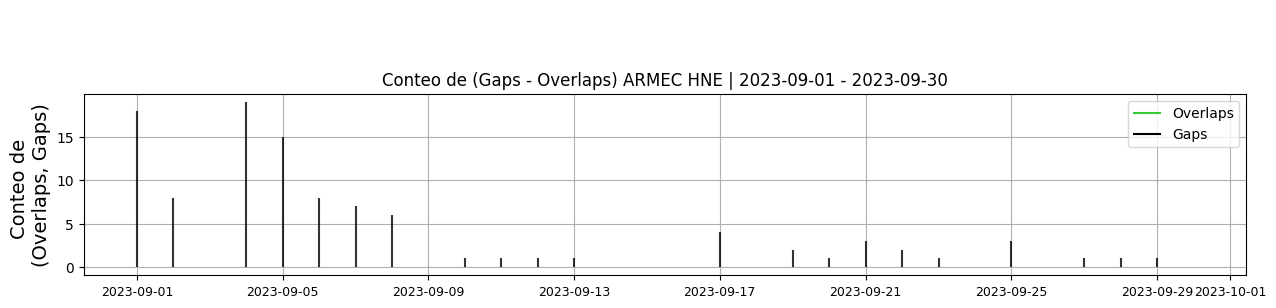 Conteo de (Gaps - Overlaps) ARMEC HNE | 2023-09-01 - 2023-09-30
Conteo de
(Overlaps, Gaps)
15
10
5
0
Overlaps
Gaps
2023-09-01 2023-09-05 2023-09-09 2023-09-13 2023-09-17 2023-09-21 2023-09-25 2023-09-29 2023-10-01